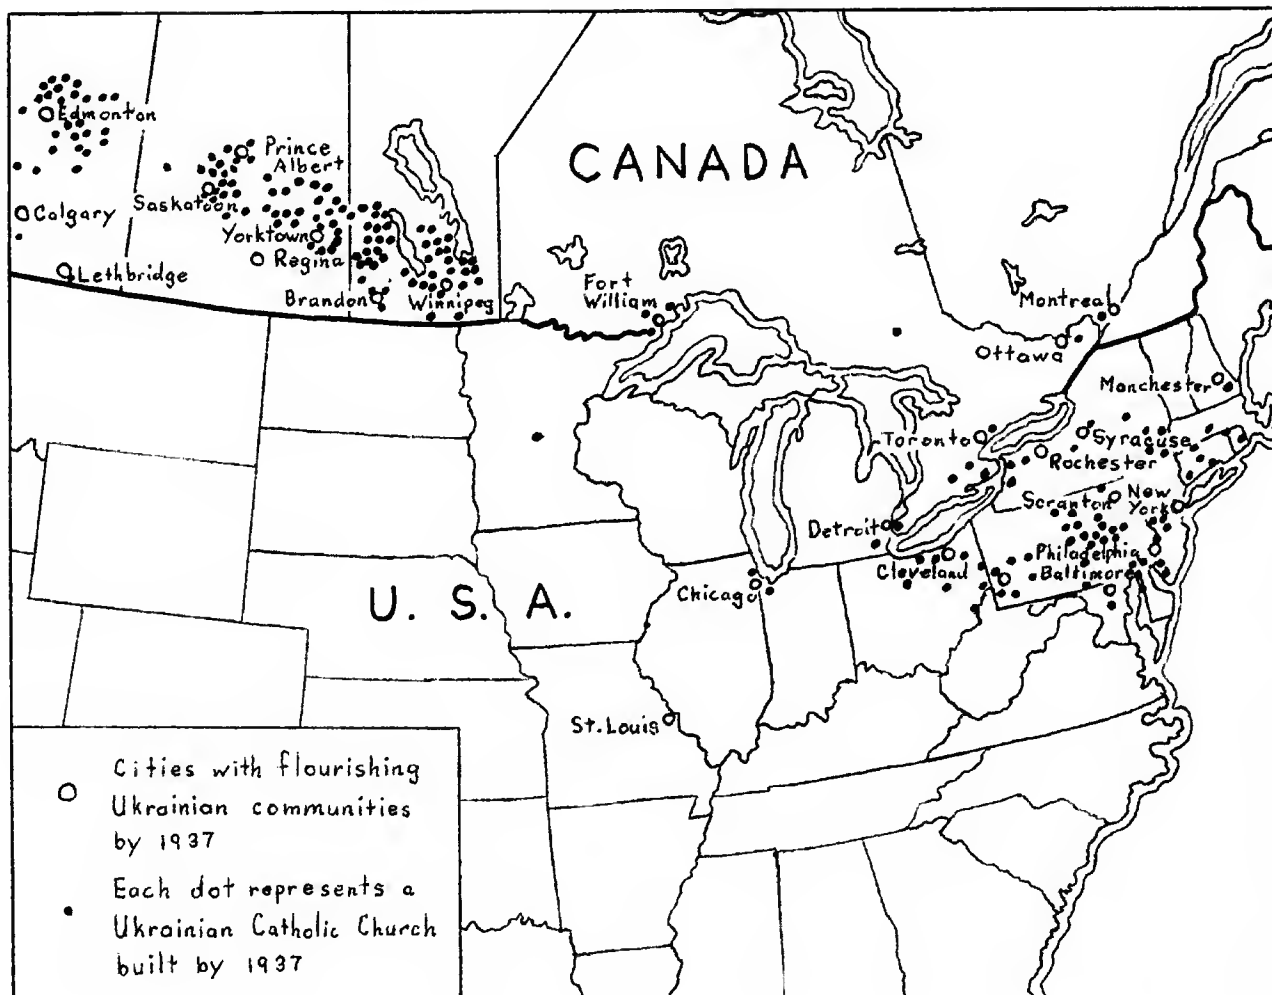 CANADA
Edmonton
Prince
Albert
Saskatoon
Calgary
Yorktown
Regina
Lethbridge
Brandon
Winnipeg
Fort
William
Montreal
Ottawa
Manchester
Toronto
Syracuse
Rochester
Scranton
New
York
Detroit
Philadelphia
Cleveland
Baltimore
Chicago
U. S. A.
St. Louis
Cities with flourishing
Ukrainian communities
by 1937
Each dot represents a
Ukrainian Catholic Church
built by 1937